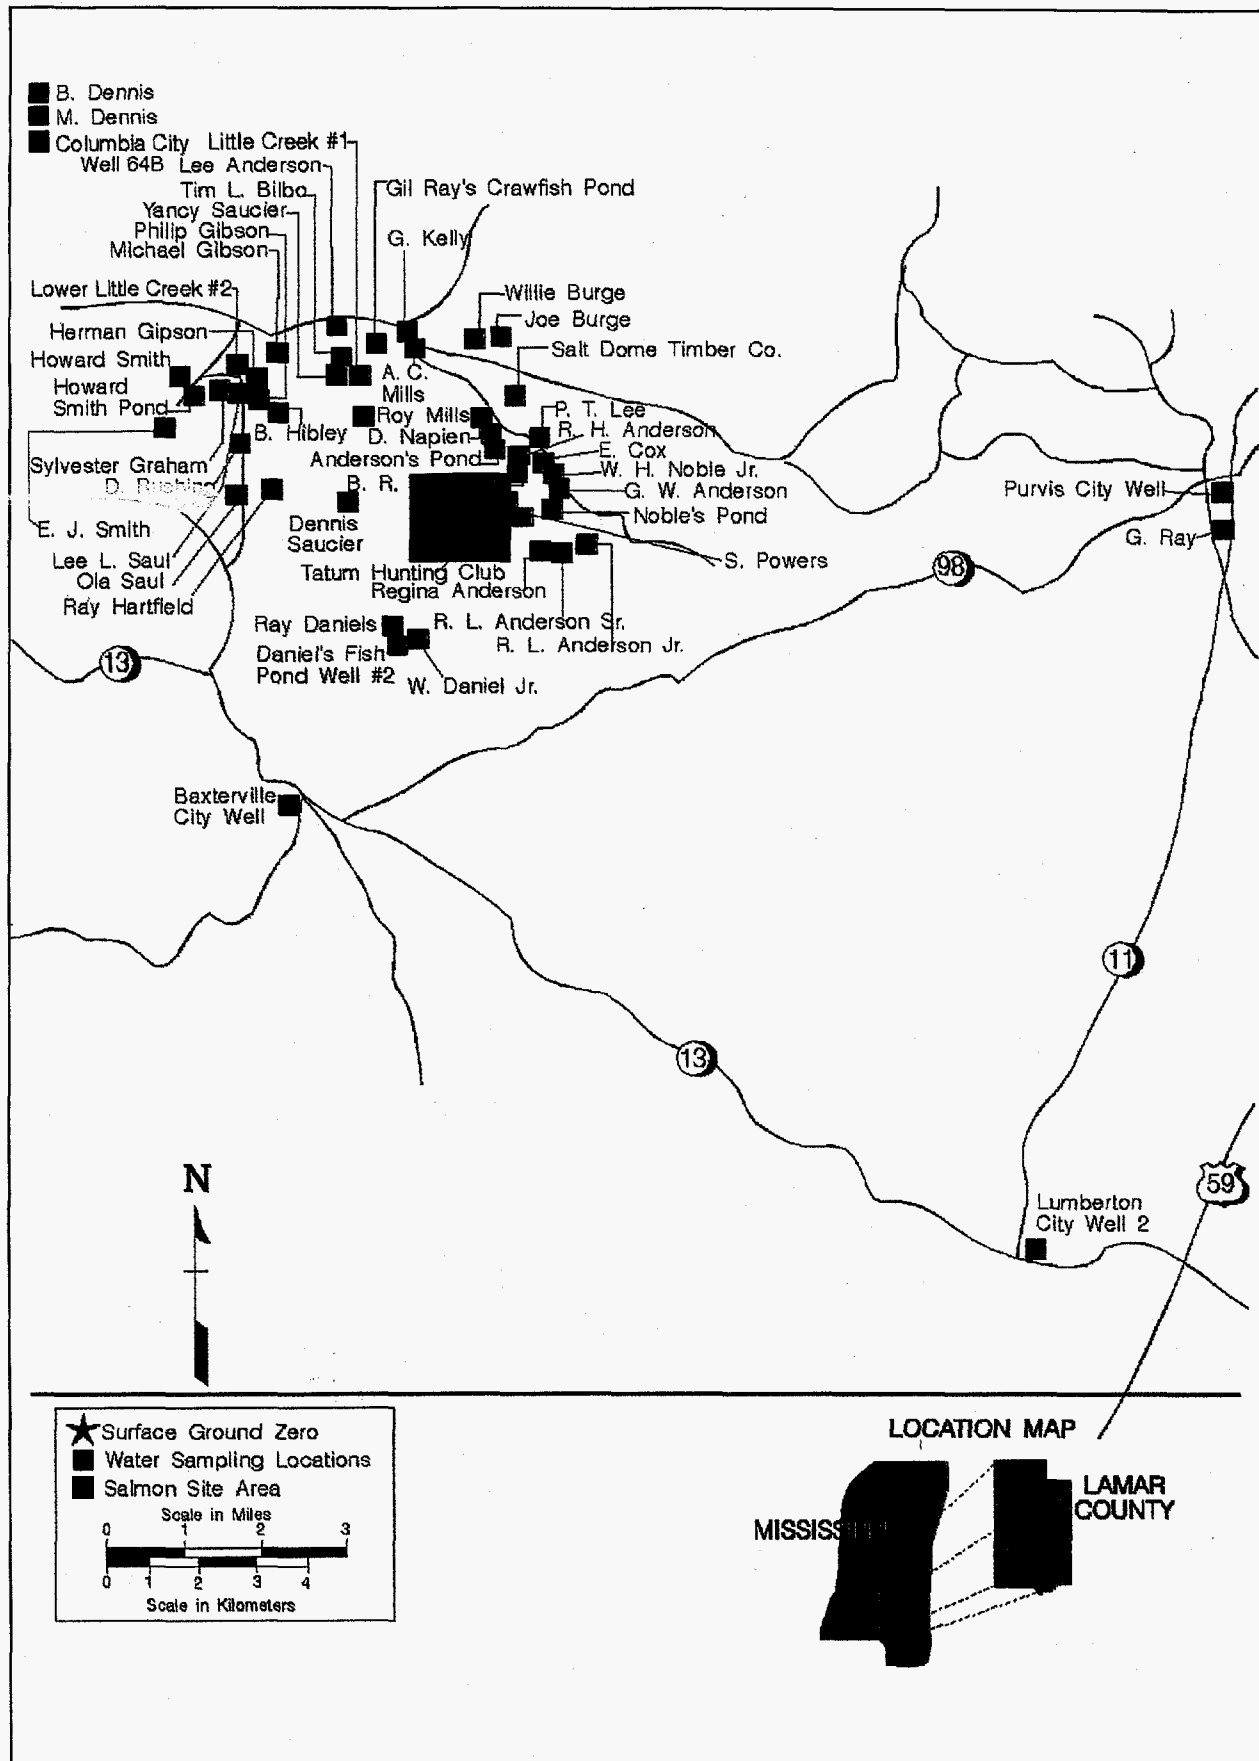 B. Dennis
M. Dennis
Columbia City Little Creek #1
Well 64B Lee Anderson
Tim L. Bilbo
Gil Ray's Crawfish Pond
Yancy Saucier
Philip Gibson
G. Kelly
Michael Gibson
Lower Little Creek #2
Willie Burge
Herman Gipson
Joe Burge
Howard Smith
Salt Dome Timber Co.
A. C.
Mills
Howard
Smith Pond
Roy Mills
P. T. Lee
B. Hibley
D. Napien
R. H. Anderson
E. Cox
Anderson's Pond
Sylvester Graham
W. H. Noble Jr.
D. Rushing
B. R.
G. W. Anderson
Purvis City Well
Noble's Pond
E. J. Smith
Dennis
Saucier
G. Ray
Lee L. Saul
S. Powers
98
Tatum Hunting Club
Ola Saul
Regina Anderson
Ray Hartfield
Ray Daniels
R. L. Anderson Sr.
R. L. Anderson Jr.
13
Daniel's Fish
Pond Well #2
W. Daniel Jr.
Baxterville
City Well
11
13
N
59
Lumberton
City Well 2
Surface Ground Zero
Water Sampling Locations
Salmon Site Area
Scale in Miles
0 1 2 3
0 1 2 3 4
Scale in Kilometers
LOCATION MAP
LAMAR
COUNTY